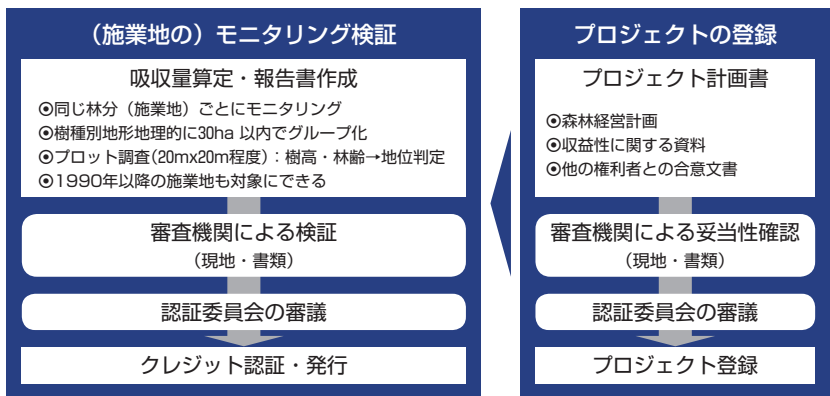 （施業地の）モニタリング検証
吸収量算定・報告書作成
◉同じ林分（施業地）ごとにモニタリング
◉樹種別地形地理的に30ha 以内でグループ化
◉プロット調査(20mx20m程度)：樹高・林齢→地位判定
◉1990年以降の施業地も対象にできる
審査機関による検証
（現地・書類）
認証委員会の審議
クレジット認証・発行
プロジェクトの登録
プロジェクト計画書
◉森林経営計画
◉収益性に関する資料
◉他の権利者との合意文書
審査機関による妥当性確認
（現地・書類）
認証委員会の審議
プロジェクト登録